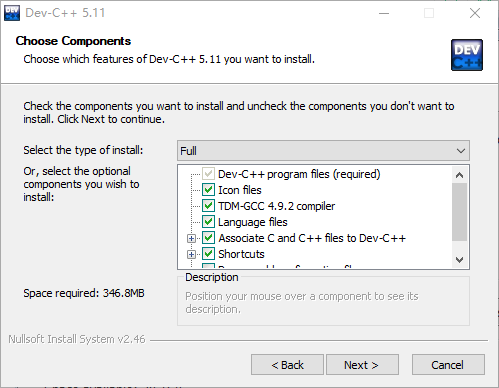 Dev-C++ 5.11
Choose Components
Choose which features of Dev-C++ 5.11 you want to install.
DEV
C++
Check the components you want to install and uncheck the components you don't want to
install. Click Next to continue.
Select the type of install:
Full
Or, select the optional
components you wish to
install:
Dev-C++ program files (required)
Icon files
TDM-GCC 4.9.2 compiler
Language files
Associate C and C++ files to Dev-C++
Shortcuts
Space required: 346.8MB
Description
Position your mouse over a component to see its
description.
Nullsoft Install System v2.46
< Back
Next >
Cancel